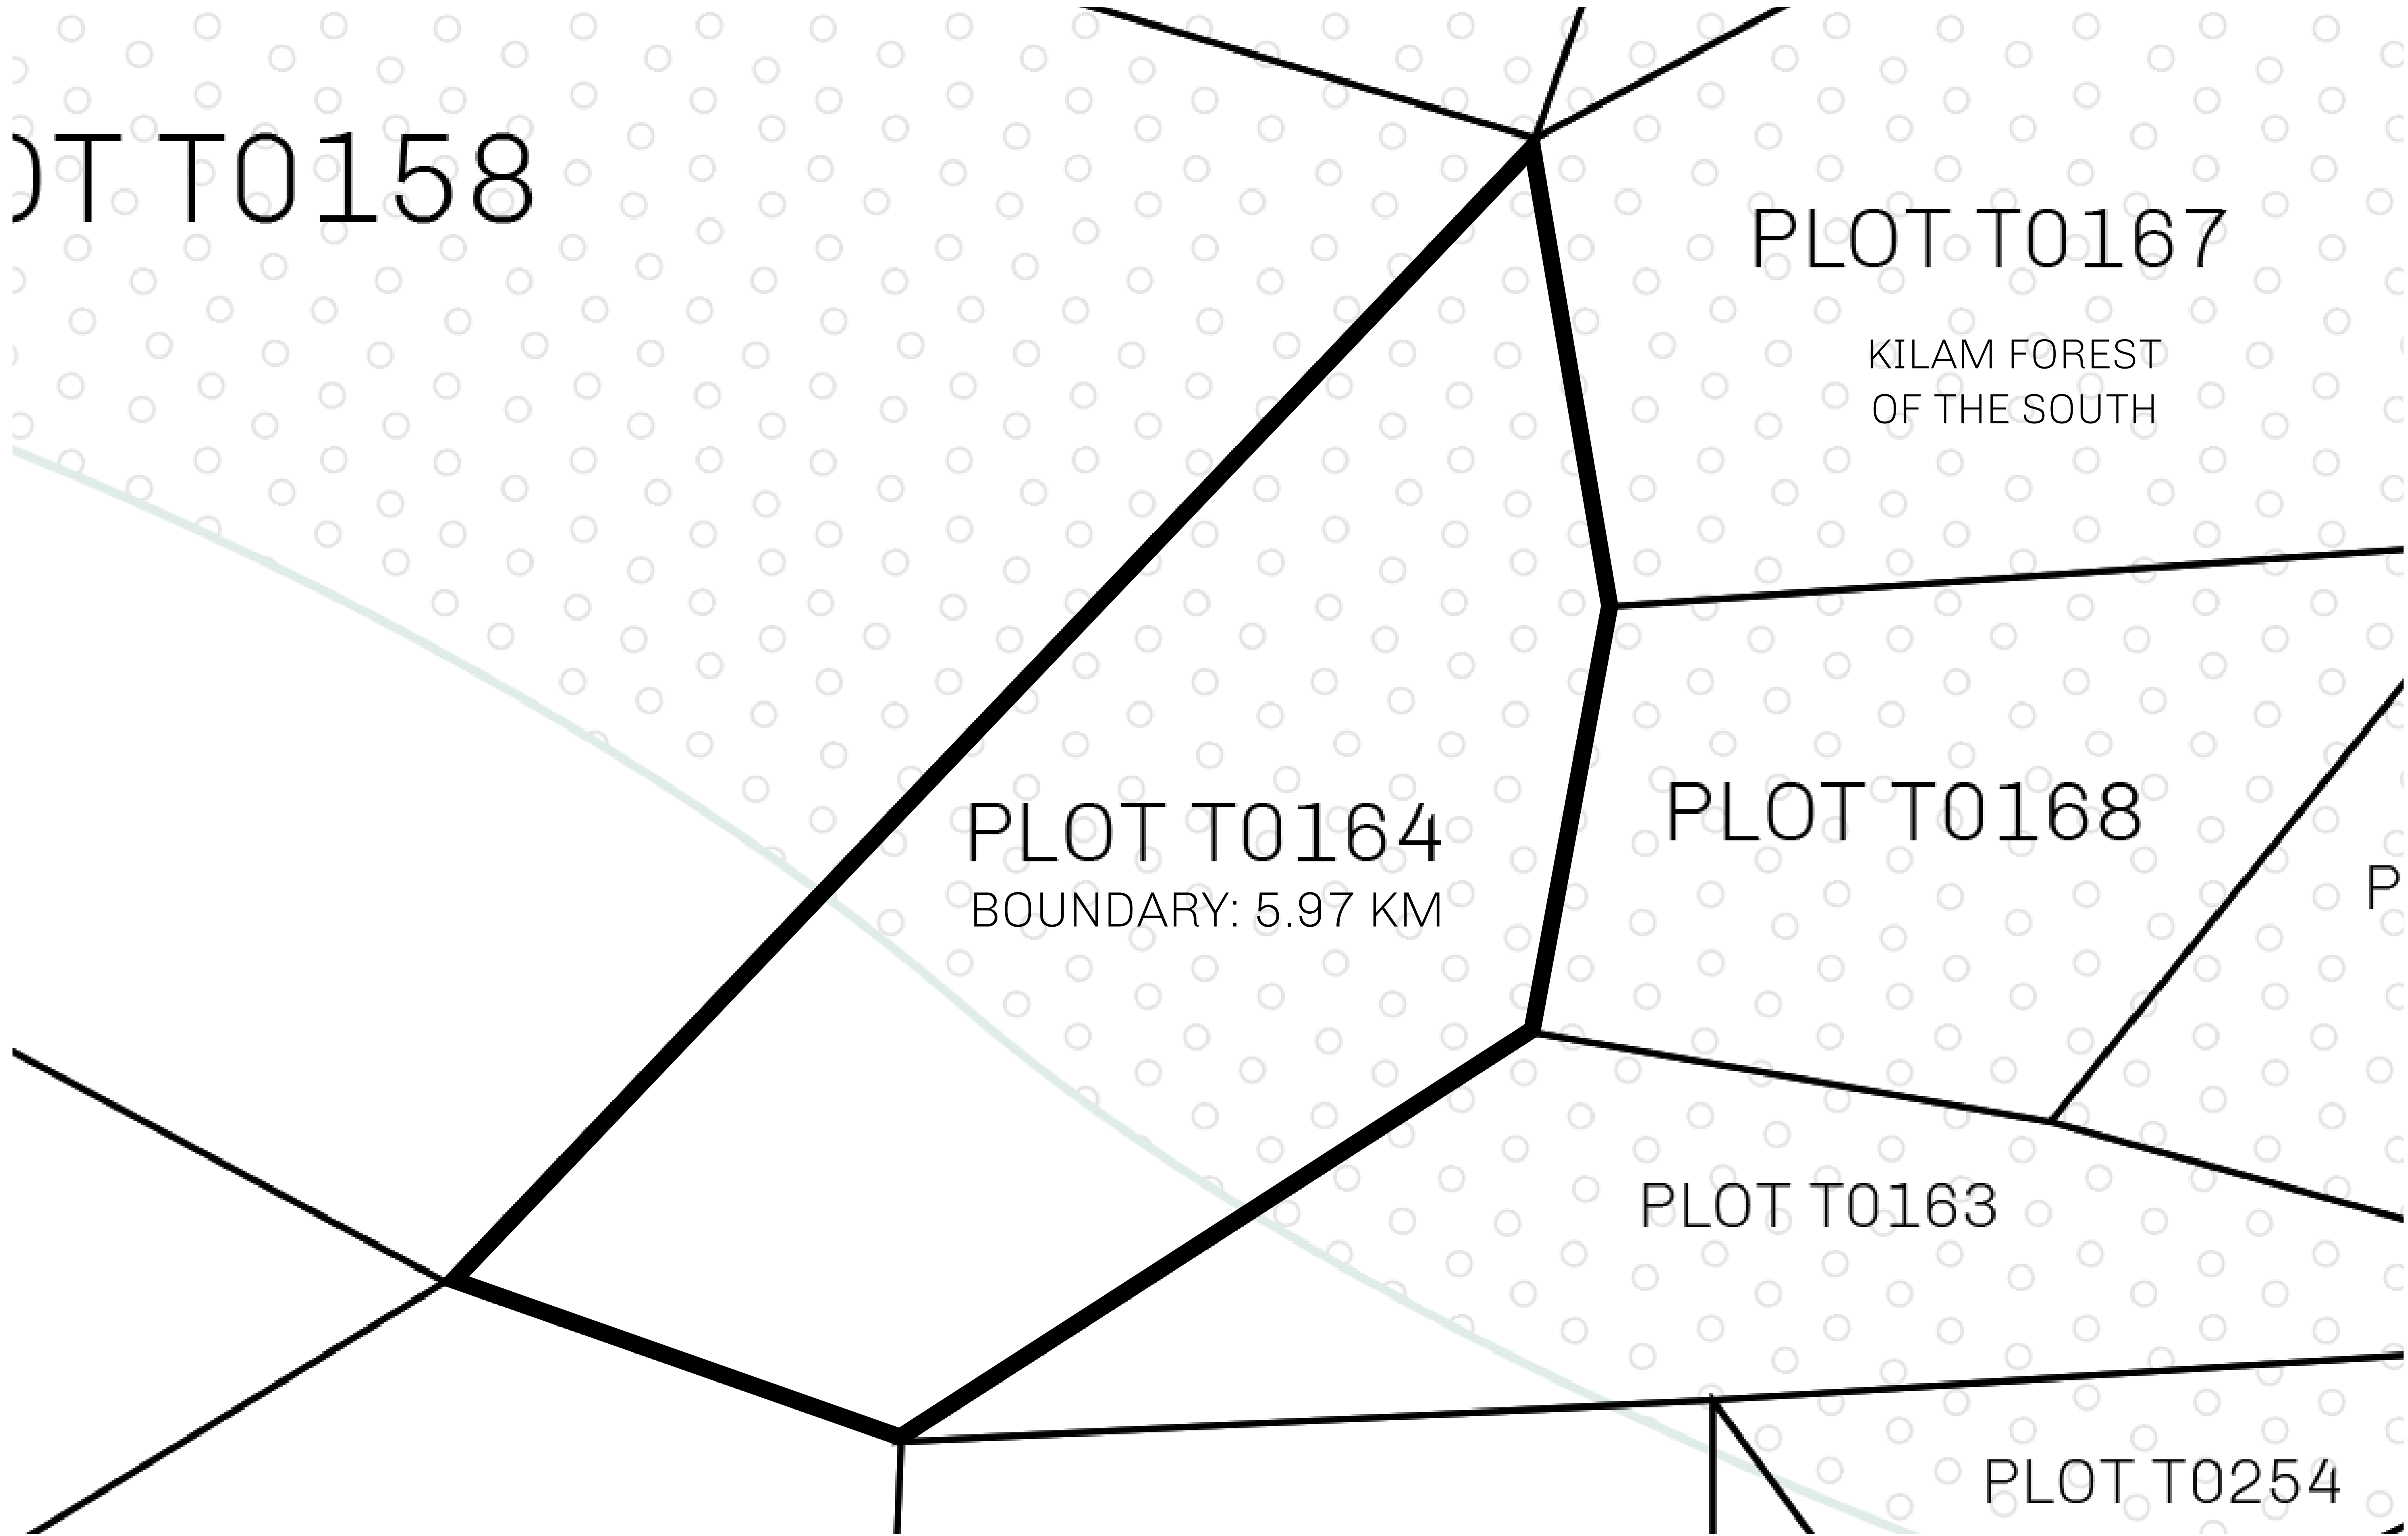 T0158
PLOT T0167
KILAM FOREST
OF THE SOUTH
PLOT T0164
BOUNDARY: 5.97 KM
PLOT T0168
PLOT T0163
PLOT T0254